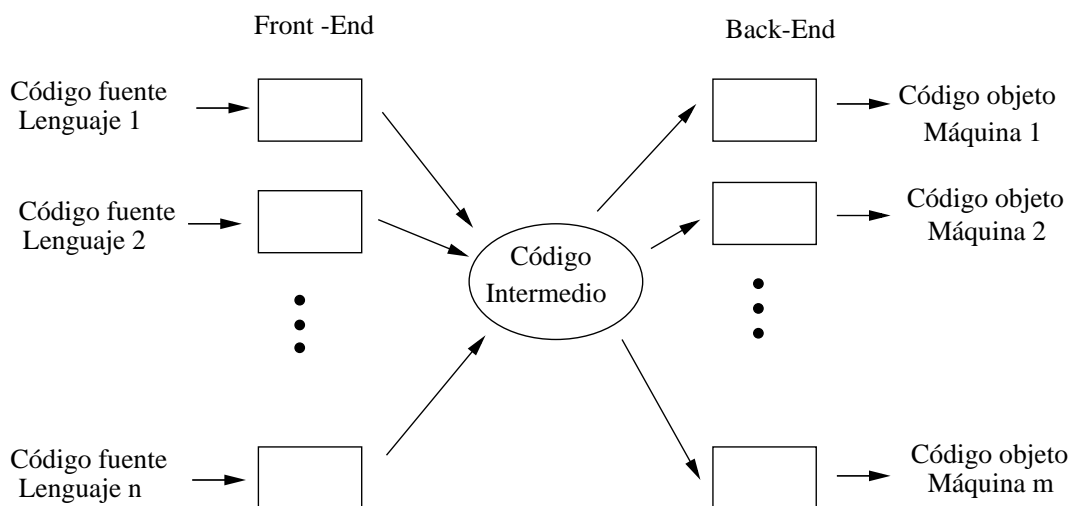 Front -End
Back-End
Código fuente
Lenguaje 1
Código objeto
Máquina 1
Código fuente
Lenguaje 2
Código objeto
Máquina 2
Código
Intermedio
Código fuente
Lenguaje n
Código objeto
Máquina m